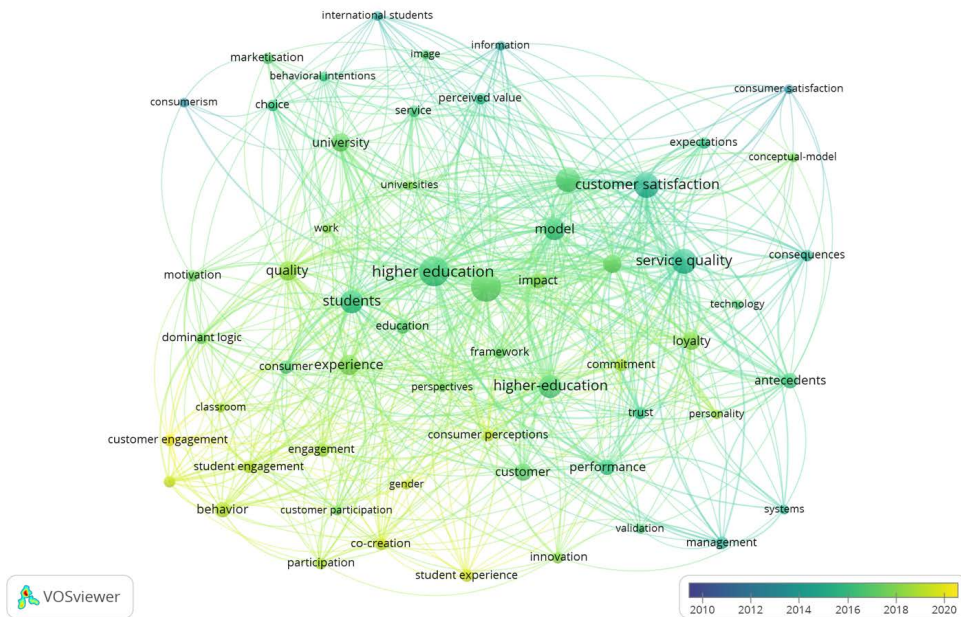 international students
information
image
marketisation
behavioral intentions
consumer satisfaction
perceived value
consumerism
choice
service
university
expectations
conceptual-model
universities
customer satisfaction
work
model
service quality
consequences
quality
higher education
motivation
impact
students
technology
education
dominant logic
loyalty
framework
consumer
experience
commitment
antecedents
perspectives
higher-education
classroom
trust
personality
customer engagement
consumer perceptions
engagement
student engagement
customer
performance
gender
behavior
customer participation
systems
validation
co-creation
management
participation
innovation
student experience
VOSviewer
2010 2012 2014 2016 2018 2020